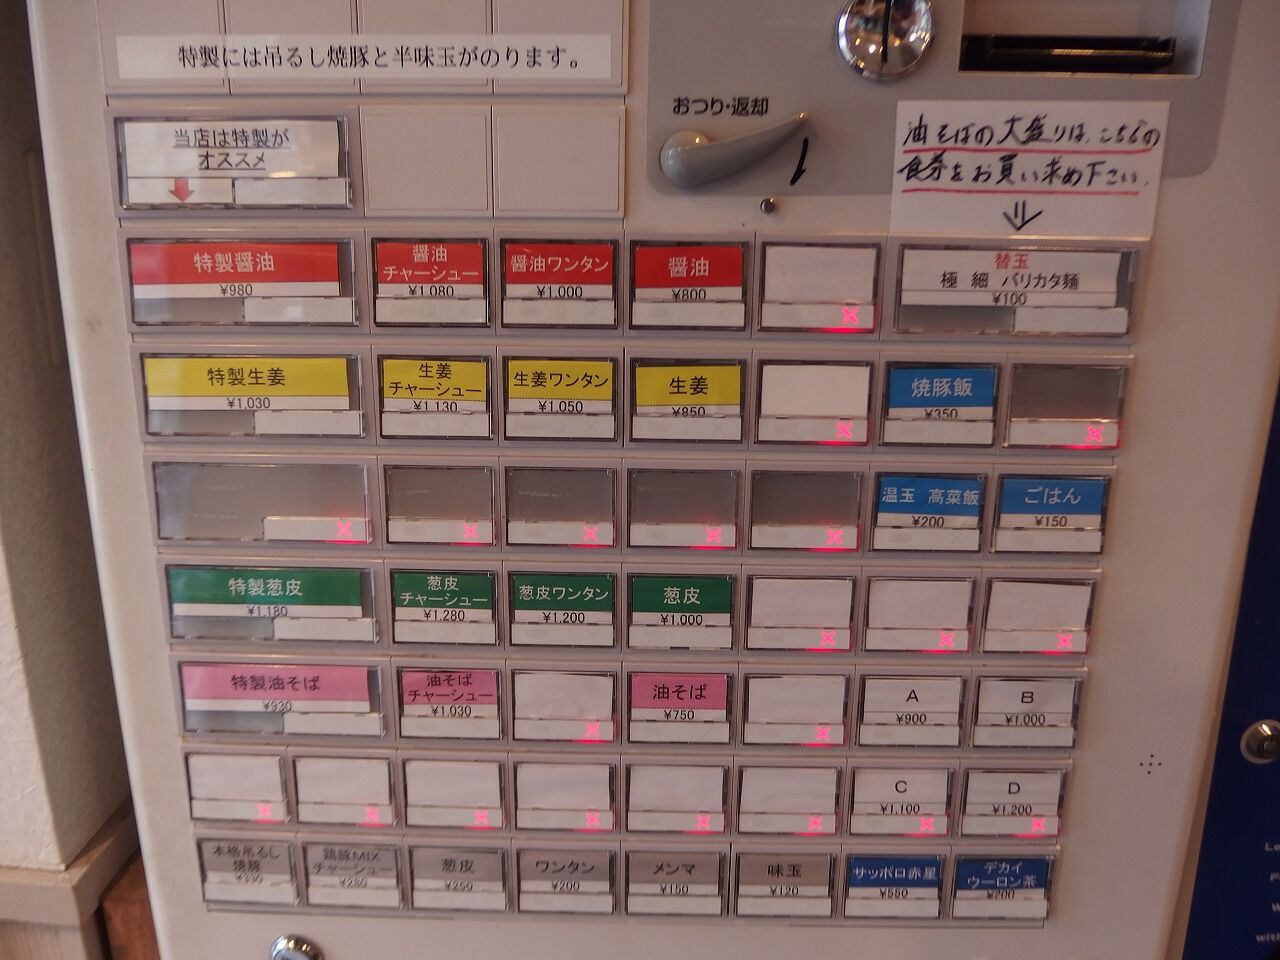 特製には吊るし焼豚と半味玉がのります。
おつり・返却
油そばの大盛りは、こちらの
食券をお買い求め下さい.
当店は特製が
オススメ
特製醤油
¥980
醤油
チャーシュー
¥1,080
醤油ワンタン
¥1,000
醤油
¥800
替玉
極細 バリカタ麺
¥100
特製生姜
¥1,030
生姜
チャーシュー
¥1,130
生姜ワンタン
¥1,050
生姜
¥850
焼豚飯
¥350
温玉 高菜飯
¥200
ごはん
¥150
特製葱皮
¥1,180
葱皮
チャーシュー
¥1,280
葱皮ワンタン
¥1,200
葱皮
¥1,000
特製油そば
¥930
油そば
チャーシュー
¥1,030
油そば
¥750
A
¥900
B
¥1,000
C
¥1,100
D
¥1,200
本格吊るし
焼豚
鶏豚MIX
チャーシュー
¥280
葱皮
¥250
ワンタン
¥200
メンマ
¥150
味玉
¥120
サッポロ赤星
¥550
デカイ
ウーロン茶
¥200